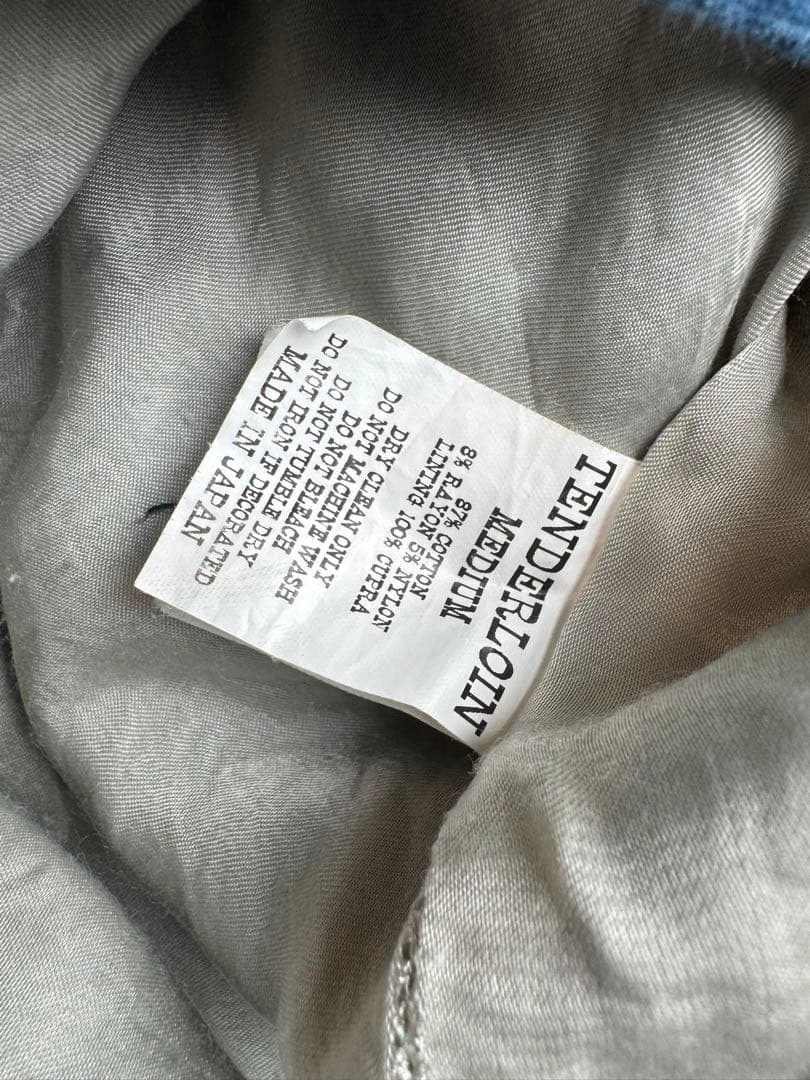 TENDERLOIN
MEDIUM
87% COTTON
8% RAYON 5% NYLON
LINING 100% CUPRA
DRY CLEAN ONLY
DO NOT MACHINE WASH
DO NOT BLEACH
DO NOT TUMBLE DRY
DO NOT IRON IF DECORATED
MADE IN JAPAN